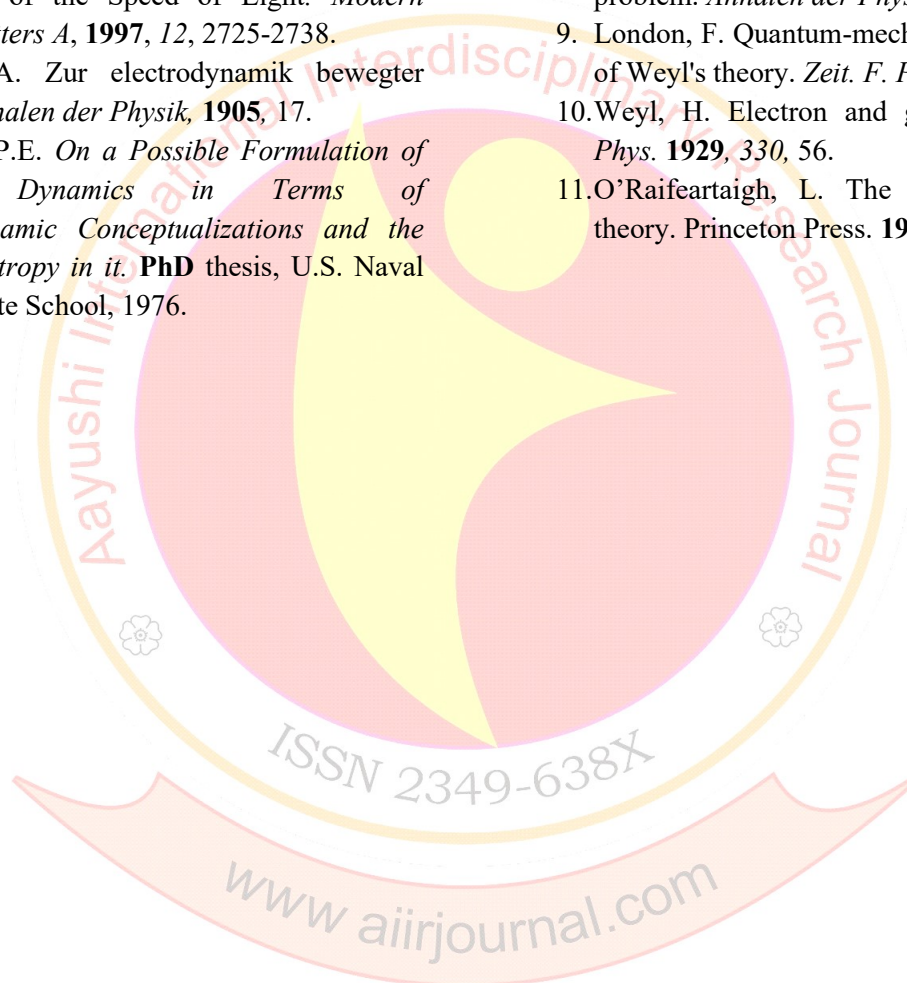 of the Speed of Light. Modern
ters A, 1997, 12, 2725-2738.
A. Zur electrodynamik bewegter
nalen der Physik, 1905, 17.
P.E. On a Possible Formulation of
Dynamics in Terms of
amic Conceptualizations and the
tropy in it. PhD thesis, U.S. Naval
te School, 1976.
problem. Annalen der Phys
9. London, F. Quantum-mech
of Weyl's theory. Zeit. F. P
10.Weyl, H. Electron and g
Phys. 1929, 330, 56.
11.O’Raifeartaigh, L. The
theory. Princeton Press. 19
Aayushi International Interdisciplinary Research Journal
ISSN 2349-638X
www aiirjournal.com